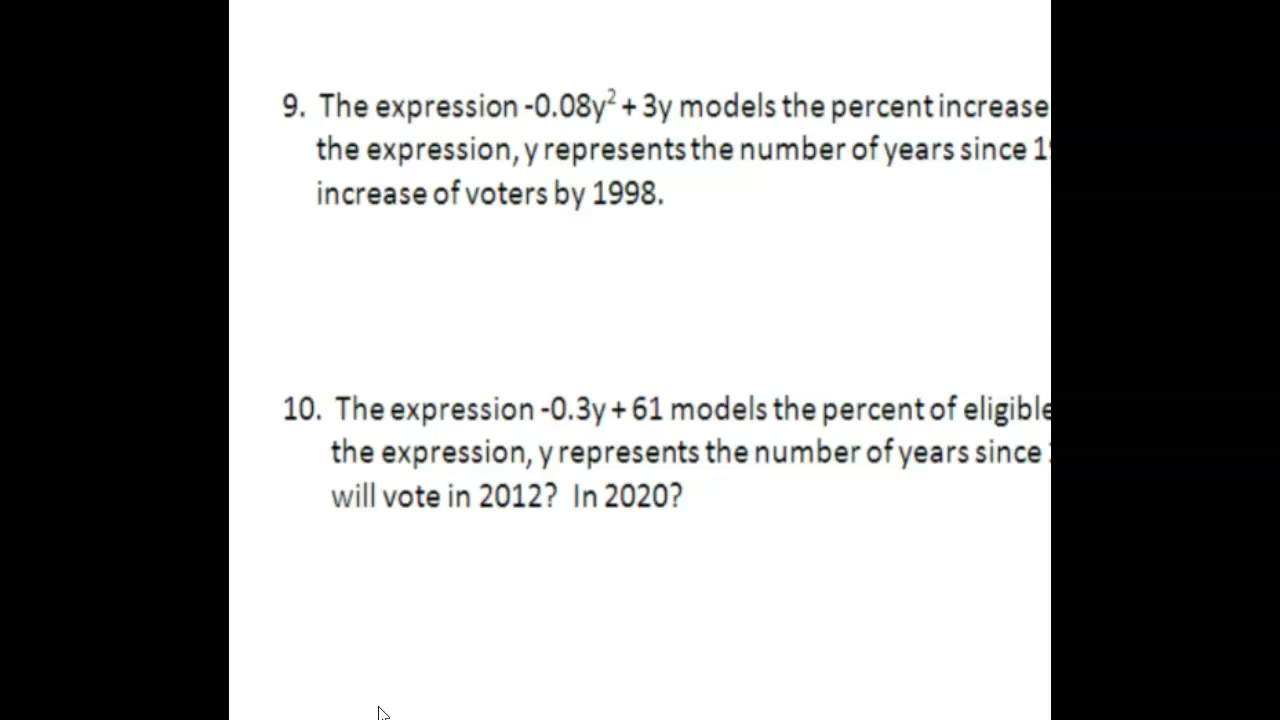 9. The expression -0.08y² + 3y models the percent increase
the expression, y represents the number of years since
increase of voters by 1998.
10. The expression -0.3y + 61 models the percent of eligible
the expression, y represents the number of years since
will vote in 2012? In 2020?